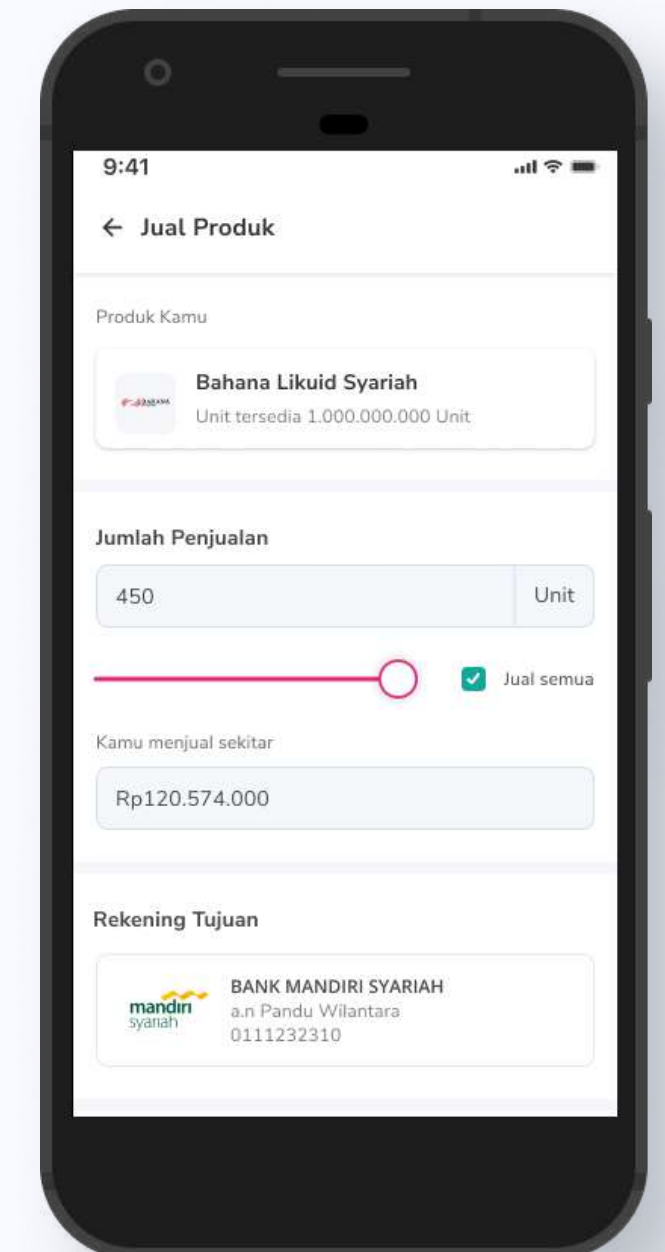 9:41
Jual Produk
Produk Kamu
BAHANA
Bahana Likuid Syariah
Unit tersedia 1.000.000.000 Unit
Jumlah Penjualan
450 Unit
Jual semua
Kamu menjual sekitar
Rp120.574.000
Rekening Tujuan
mandiri
syariah
BANK MANDIRI SYARIAH
a.n Pandu Wilantara
0111232310